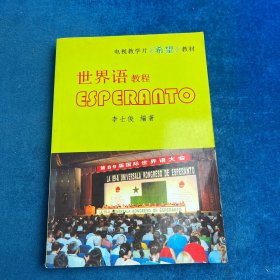 电视教学片《希望》教材
世界语教程
ESPERANTO
李士俊 编著
第89届国际世界语大会
LA 89-A UNIVERSALA KONGRESO DE ESPERANTO